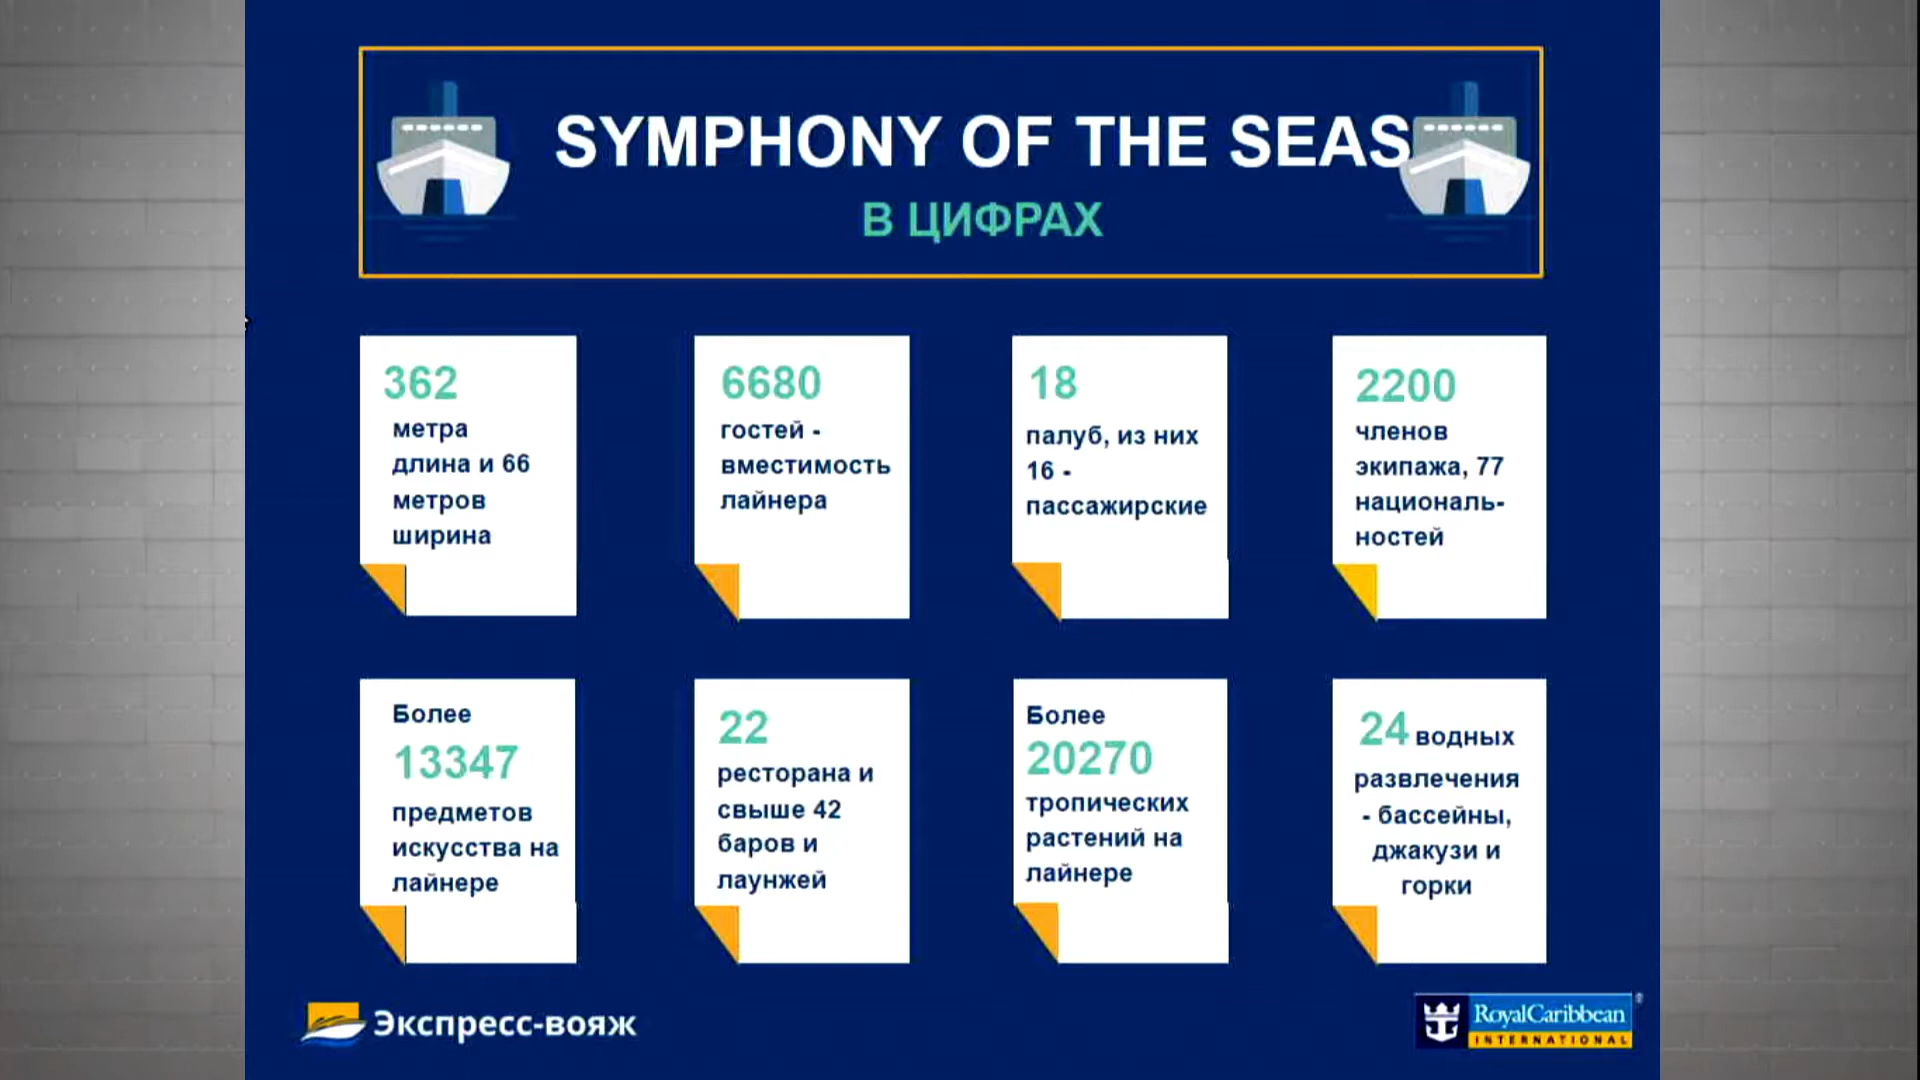 SYMPHONY OF THE SEAS
В ЦИФРАХ
362
метра
длина и 66
метров
ширина
6680
гостей -
вместимость
лайнера
18
палуб, из них
16 -
пассажирские
2200
членов
экипажа, 77
националь-
ностей
Более
13347
предметов
искусства на
лайнере
22
ресторана и
свыше 42
баров и
лаунжей
Более
20270
тропических
растений на
лайнере
24 водных
развлечения
- бассейны,
джакузи и
горки
Экспресс-вояж
RoyalCaribbean ®
INTERNATIONAL